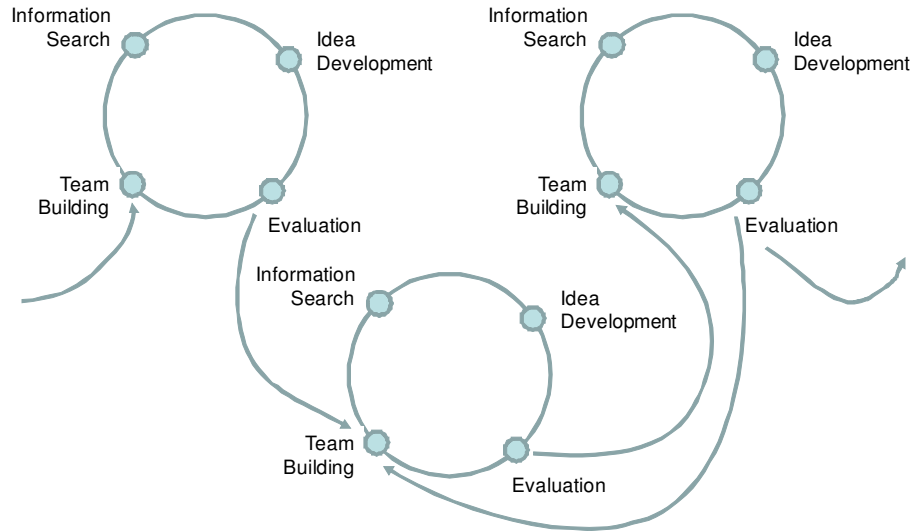 Information
Search
Idea
Development
Team
Building
Evaluation
Information
Search
Idea
Development
Team
Building
Evaluation
Information
Search
Idea
Development
Team
Building
Evaluation